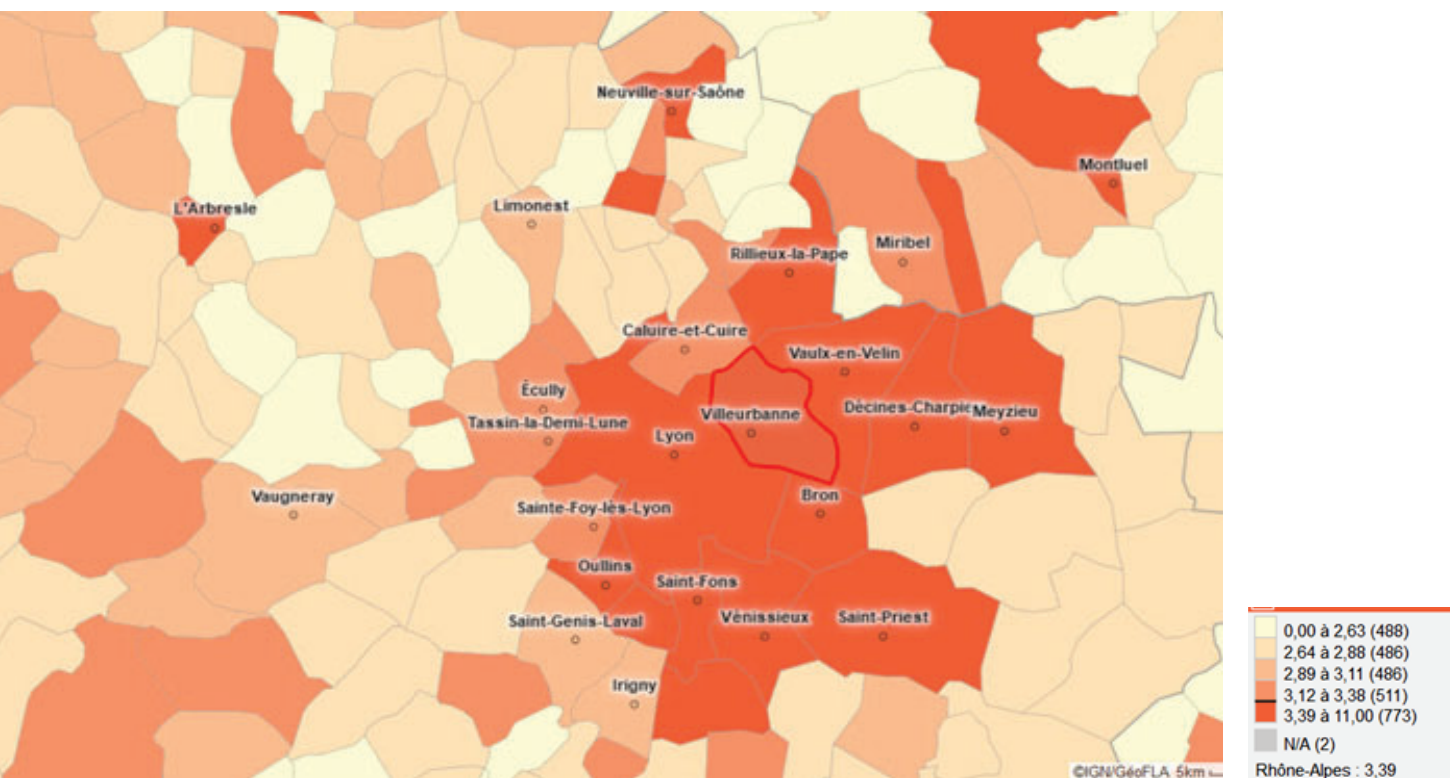 Neuville-sur-Saône
Montluel
L'Arbresle
Limonest
Miribel
Rillieux-la-Pape
Caluire-et-Cuire
Vaulx-en-Velin
Écully
Villeurbanne
Décines-Charpie
Meyzieu
Tassin-la-Demi-Lune
Lyon
Vaugneray
Bron
Sainte-Foy-lès-Lyon
Oullins
Saint-Fons
Saint-Genis-Laval
Vénissieux
Saint-Priest
Irigny
©IGN/GéoFLA 5km
0,00 à 2,63 (488)
2,64 à 2,88 (486)
2,89 à 3,11 (486)
3,12 à 3,38 (511)
3,39 à 11,00 (773)
N/A (2)
Rhône-Alpes : 3,39